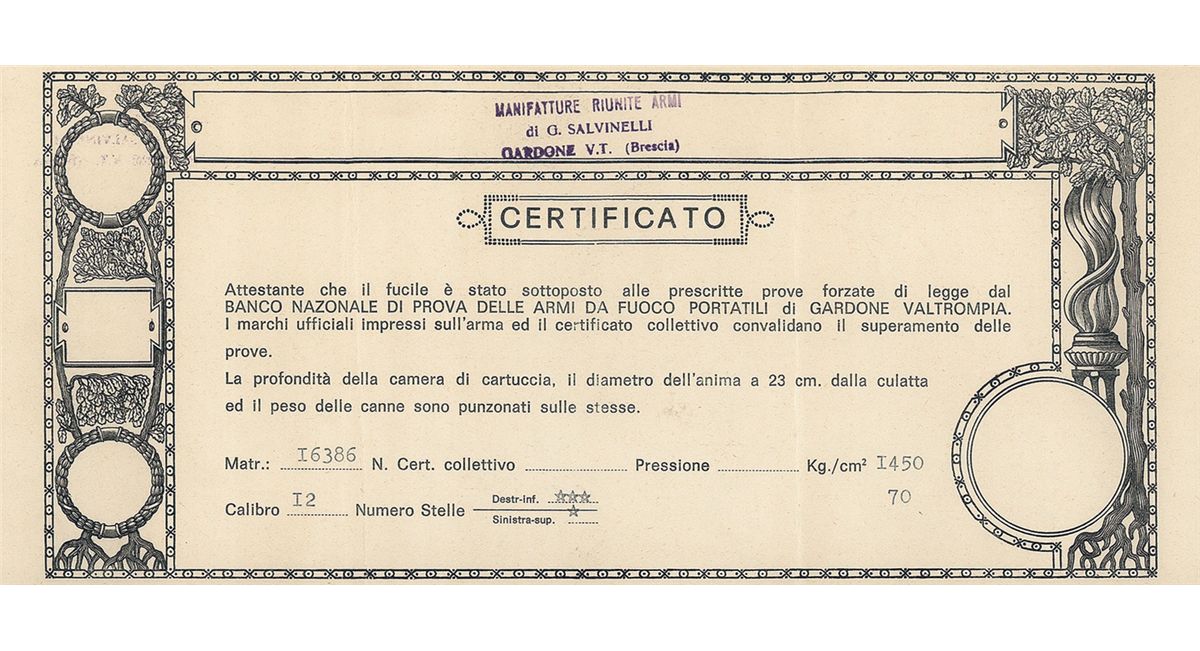 MANIFATTURE RIUNITE ARMI
di G. SALVINELLI
GARDONE V.T. (Brescia)
CERTIFICATO
Attestante che il fucile è stato sottoposto alle prescritte prove forzate di legge dal
BANCO NAZONALE DI PROVA DELLE ARMI DA FUOCO PORTATILI di GARDONE VALTROMPIA.
I marchi ufficiali impressi sull'arma ed il certificato collettivo convalidano il superamento delle
prove.
La profondità della camera di cartuccia, il diametro dell'anima a 23 cm. dalla culatta
ed il peso delle canne sono punzonati sulle stesse.
Matr.: I6386 N. Cert. collettivo Pressione Kg./cm² I450
70
Calibro I2 Numero Stelle Destr-inf. ☆☆☆
Sinistra-sup. ☆